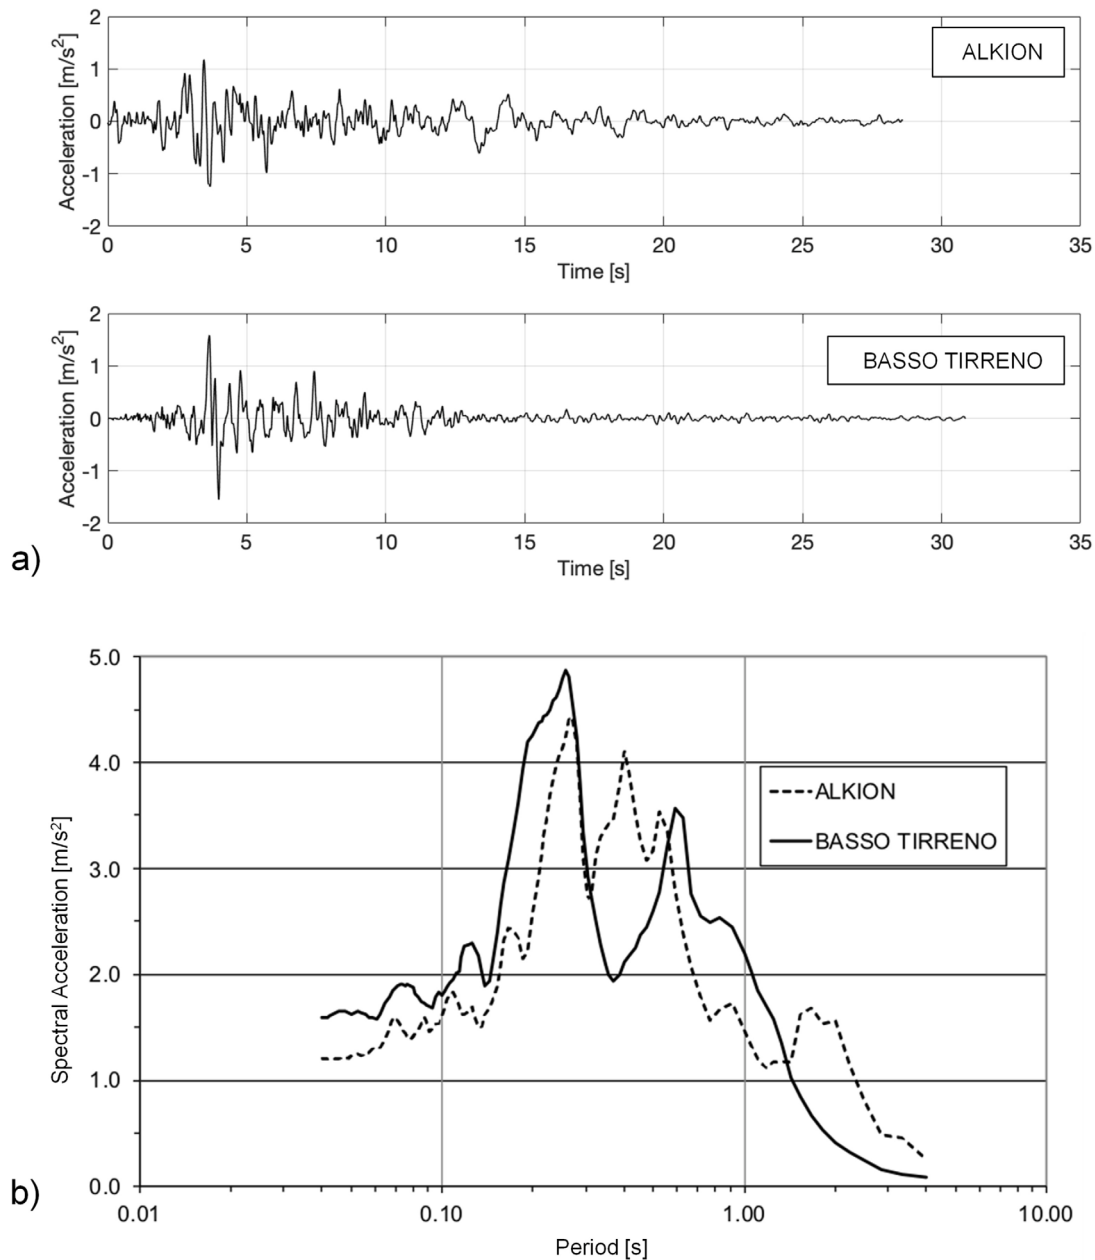 2
1
0
-1
-2
Acceleration [m/s²]
ALKION
0 5 10 15 20 25 30 35
Time [s]
2
1
0
-1
-2
Acceleration [m/s²]
BASSO TIRRENO
0 5 10 15 20 25 30 35
Time [s]
a)
5.0
4.0
3.0
2.0
1.0
0.0
Spectral Acceleration [m/s²]
ALKION
BASSO TIRRENO
0.01 0.10 1.00 10.00
Period [s]
b)